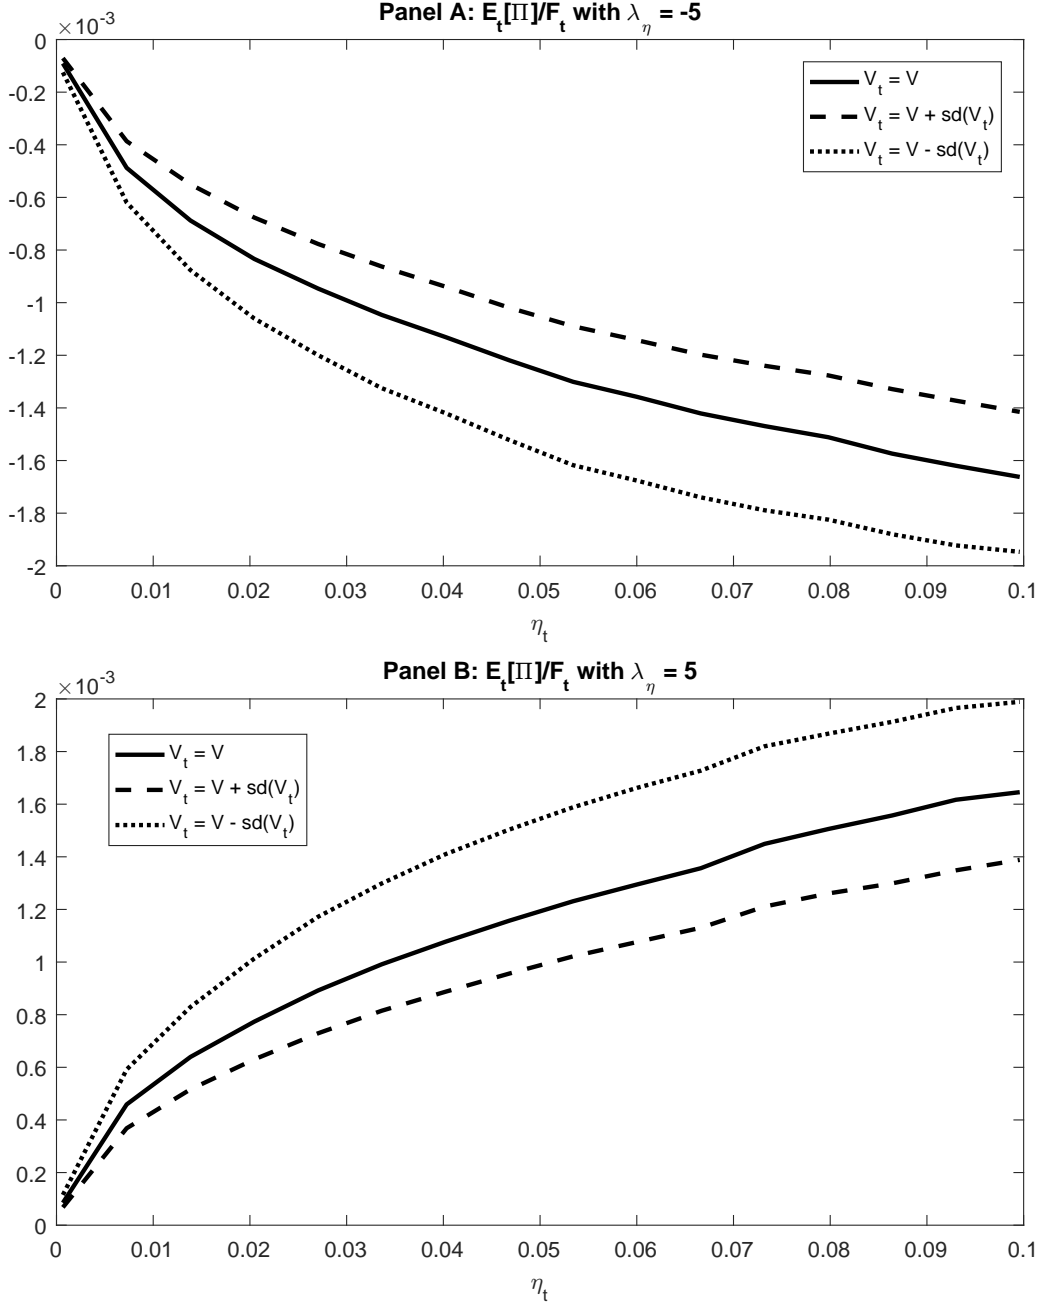 Panel A: E_t[Π]/F_t with λ_η = -5
×10^-3
0
-0.2
-0.4
-0.6
-0.8
-1
-1.2
-1.4
-1.6
-1.8
-2
V_t = V
V_t = V + sd(V_t)
V_t = V - sd(V_t)
0 0.01 0.02 0.03 0.04 0.05 0.06 0.07 0.08 0.09 0.1
η_t
Panel B: E_t[Π]/F_t with λ_η = 5
×10^-3
2
1.8
1.6
1.4
1.2
1
0.8
0.6
0.4
0.2
0
V_t = V
V_t = V + sd(V_t)
V_t = V - sd(V_t)
0 0.01 0.02 0.03 0.04 0.05 0.06 0.07 0.08 0.09 0.1
η_t